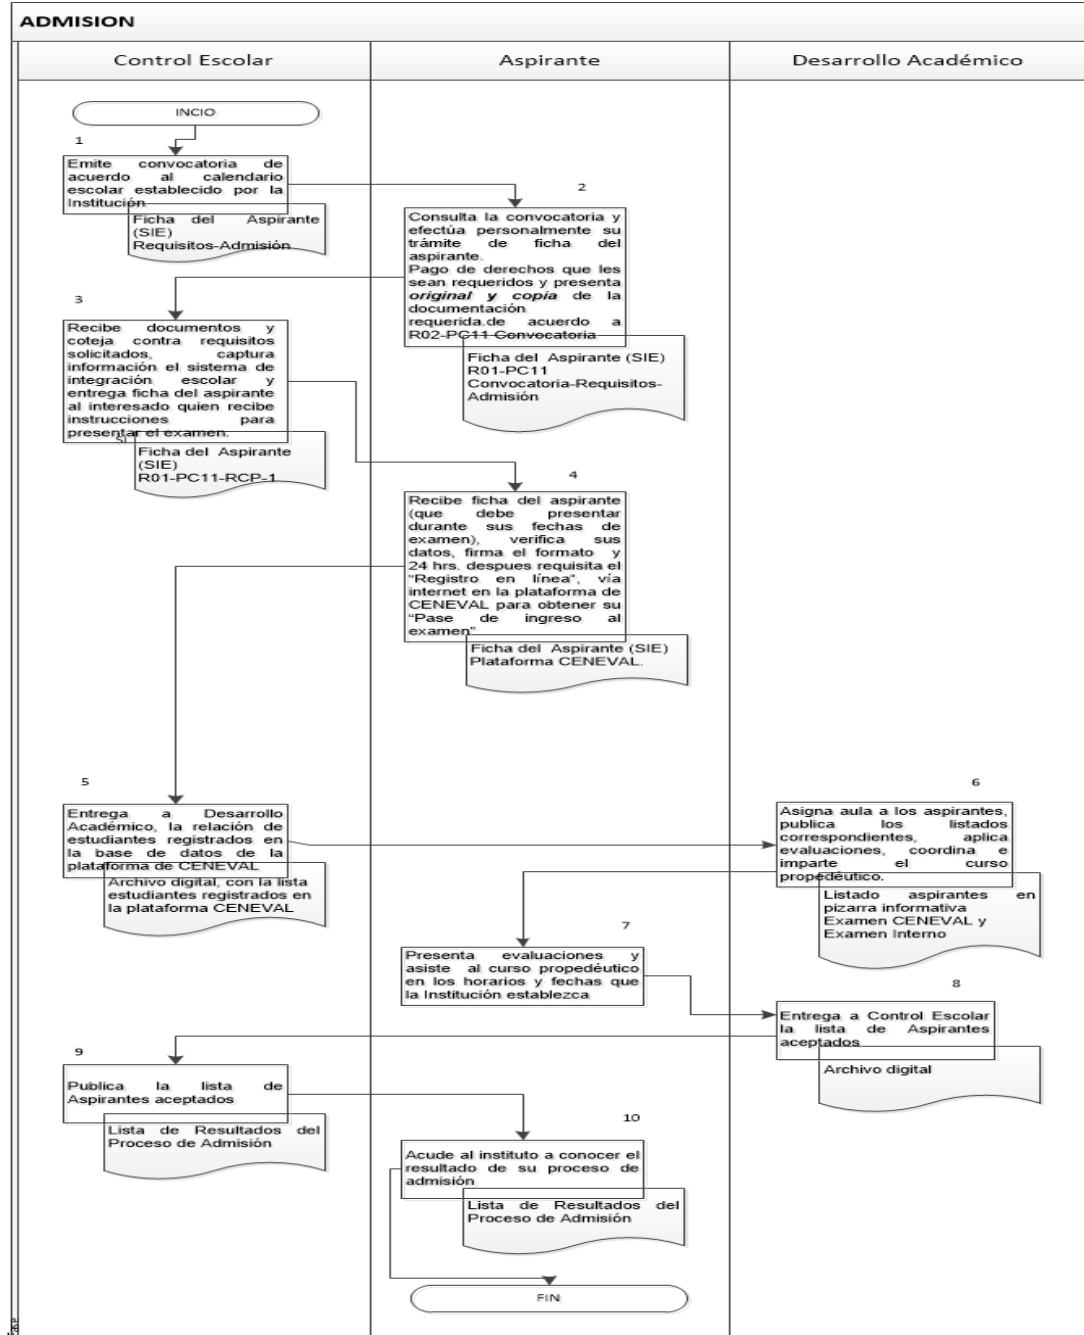 ADMISION
Control Escolar
Aspirante
Desarrollo Académico
INCIO
1
Emite convocatoria de
acuerdo al calendario
escolar establecido por la
Institución
Ficha del Aspirante
(SIE)
Requisitos-Admisión
2
Consulta la convocatoria y
efectúa personalmente su
trámite de ficha del
aspirante.
Pago de derechos que les
sean requeridos y presenta
original y copia de la
documentación
requerida.de acuerdo a
R02-PC11 Convocatoria
Ficha del Aspirante (SIE)
R01-PC11
Convocatoria-Requisitos-
Admisión
3
Recibe documentos y
coteja contra requisitos
solicitados, captura
información el sistema de
integración escolar y
entrega ficha del aspirante
al interesado quien recibe
instrucciones para
presentar el examen.
SI
Ficha del Aspirante
(SIE)
R01-PC11-RCP-1
4
Recibe ficha del aspirante
(que debe presentar
durante sus fechas de
examen), verifica sus
datos, firma el formato y
24 hrs. despues requisita el
"Registro en línea", vía
internet en la plataforma de
CENEVAL para obtener su
"Pase de ingreso al
examen"
Ficha del Aspirante (SIE)
Plataforma CENEVAL.
5
Entrega a Desarrollo
Académico, la relación de
estudiantes registrados en
la base de datos de la
plataforma de CENEVAL
Archivo digital, con la lista
estudiantes registrados en
la plataforma CENEVAL
6
Asigna aula a los aspirantes,
publica los listados
correspondientes, aplica
evaluaciones, coordina e
imparte el curso
propedéutico.
Listado aspirantes en
pizarra informativa
Examen CENEVAL y
Examen Interno
7
Presenta evaluaciones y
asiste al curso propedéutico
en los horarios y fechas que
la Institución establezca
8
Entrega a Control Escolar
la lista de Aspirantes
aceptados
Archivo digital
9
Publica la lista de
Aspirantes aceptados
Lista de Resultados del
Proceso de Admisión
10
Acude al instituto a conocer el
resultado de su proceso de
admisión
Lista de Resultados del
Proceso de Admisión
FIN